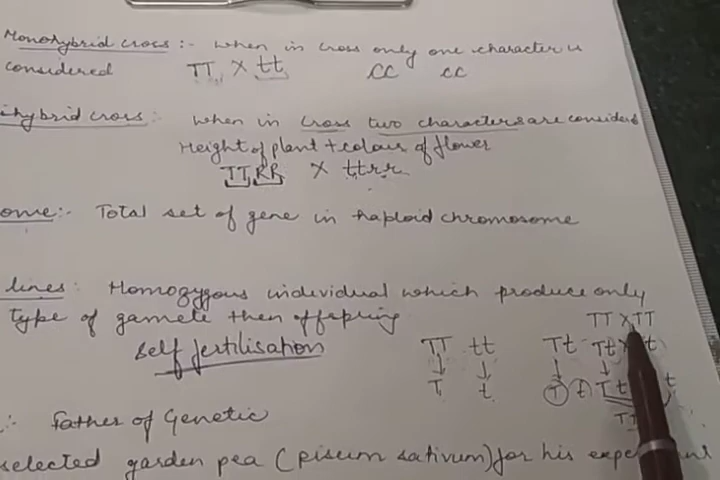 Monohybrid cross :- when in cross only one character is
considered TT X tt CC cc
ihybrid cross :- when in cross two characters are considered
Height of plant + colour of flower
TTRR X ttrr
ome :- Total set of gene in haploid chromosome
lines : Homozygous individual which produce only
type of gamete then offspring TT X TT
Self fertilisation TT tt Tt Tt X t
T t T t T t t
T
:- Father of Genetic
selected garden pea (pisum sativum) for his